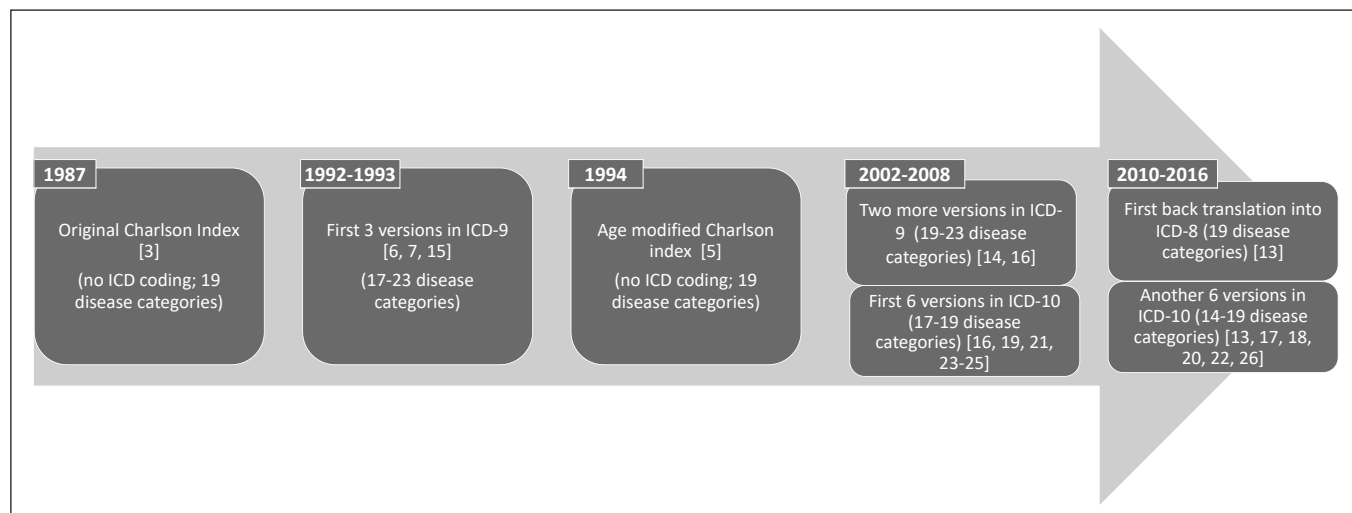 1987
Original Charlson Index
[3]
(no ICD coding; 19
disease categories)
1992-1993
First 3 versions in ICD-9
[6, 7, 15]
(17-23 disease
categories)
1994
Age modified Charlson
index [5]
(no ICD coding; 19
disease categories)
2002-2008
Two more versions in ICD-
9 (19-23 disease
categories) [14, 16]
First 6 versions in ICD-10
(17-19 disease
categories) [16, 19, 21,
23-25]
2010-2016
First back translation into
ICD-8 (19 disease
categories) [13]
Another 6 versions in
ICD-10 (14-19 disease
categories) [13, 17, 18,
20, 22, 26]